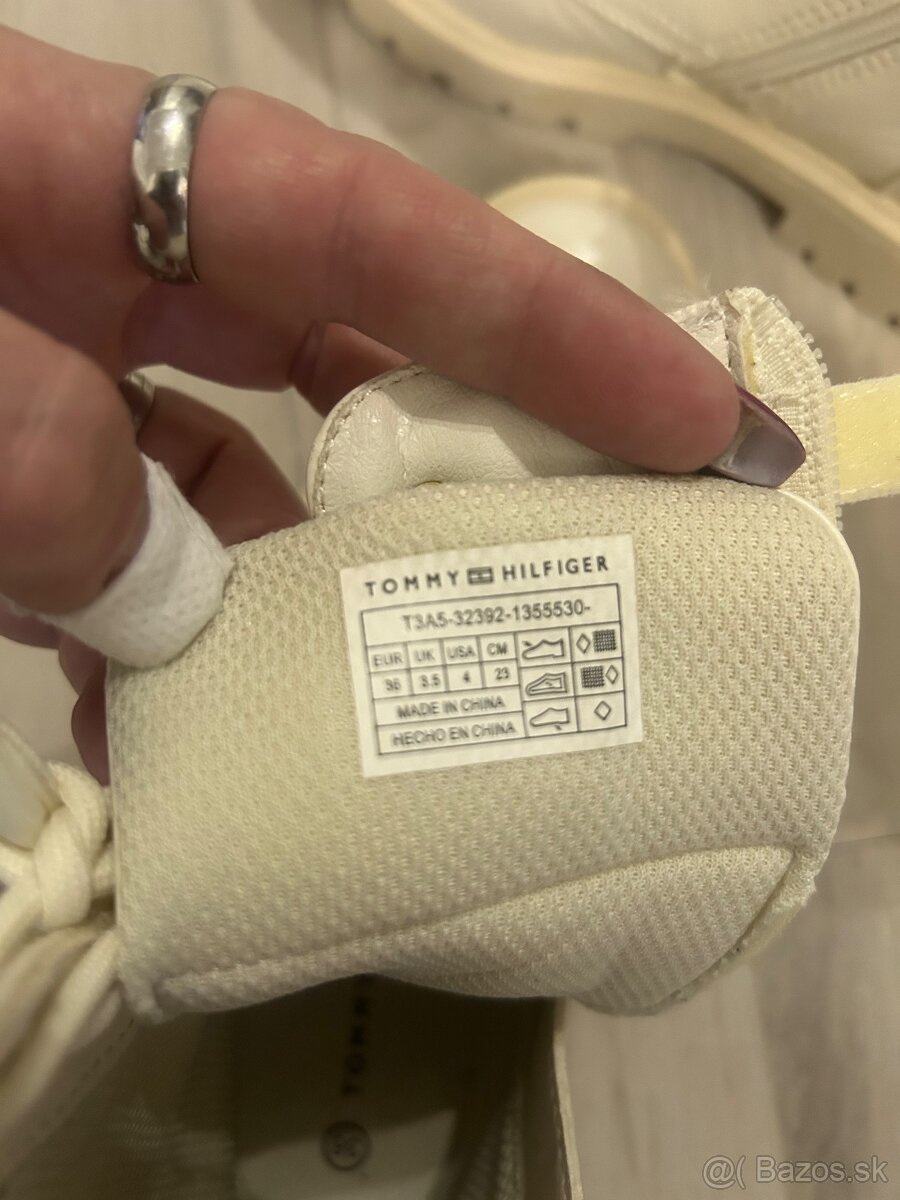 TOMMY HILFIGER
T3A5-32392-1355530-
EUR UK USA CM
36 3.5 4 23
MADE IN CHINA
HECHO EN CHINA
TOMM
@( Bazos.sk